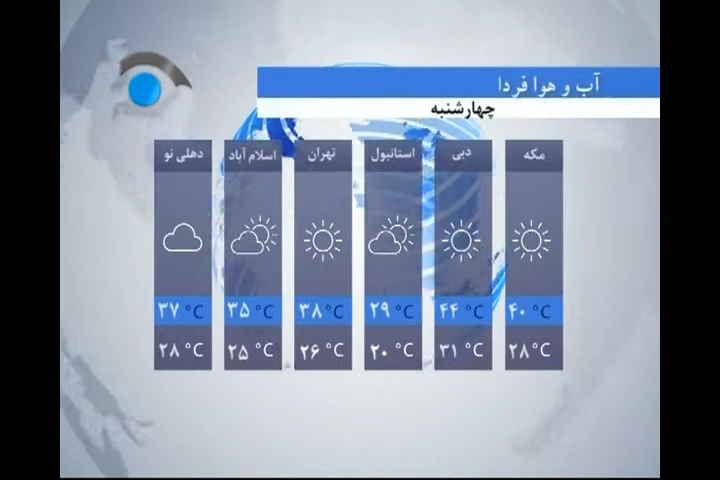 آب و هوا فردا
چهارشنبه
مکه دبی استانبول تهران اسلام آباد دهلی نو
۴۰ °C ۴۴ °C ۲۹ °C ۳۸ °C ۳۵ °C ۳۷ °C
۲۸ °C ۳۱ °C ۲۰ °C ۲۶ °C ۲۵ °C ۲۸ °C